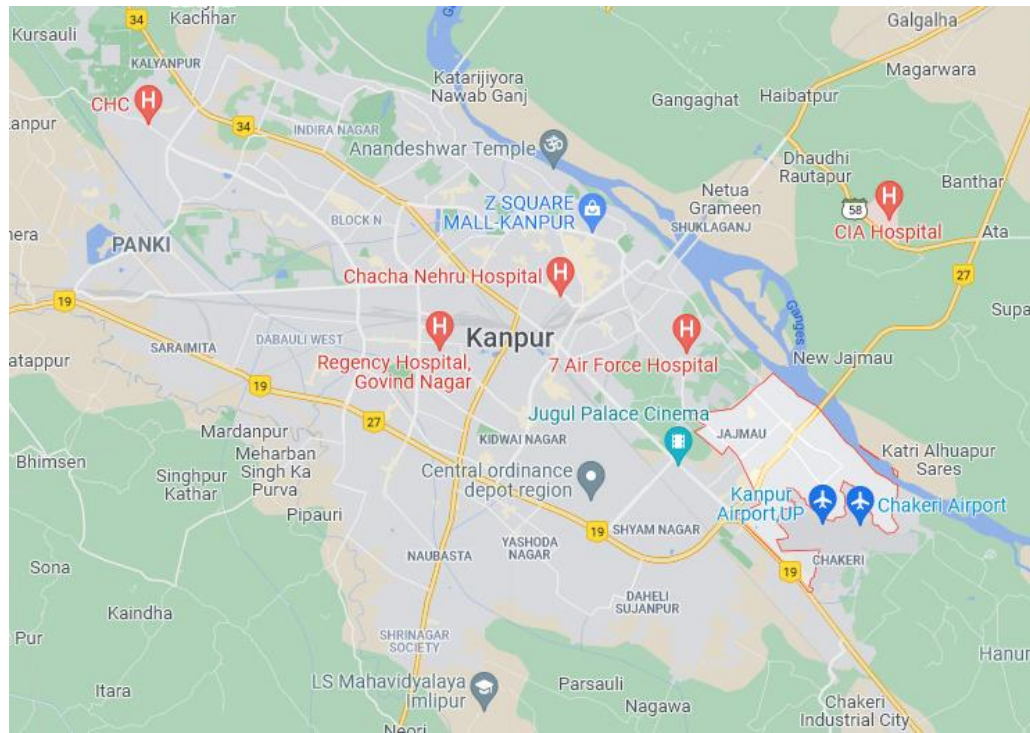 34
Kachhar
Kursauli
KALYANPUR
Galgalha
Magarwara
Katarijiyora
Nawab Ganj
CHC
H
Gangaghat
Haibatpur
34
INDIRA NAGAR
Anandeshwar Temple
Dhaudhi
Rautapur
Banthar
Netua
Grameen
Z SQUARE
MALL-KANPUR
58
H
BLOCK N
SHUKLAGANJ
CIA Hospital
Ata
PANKI
Chacha Nehru Hospital
H
27
19
Ganges
Supa
Kanpur
H
H
SARAIMITA
DABAULI WEST
Regency Hospital,
Govind Nagar
7 Air Force Hospital
New Jajmau
19
Jugul Palace Cinema
27
Mardanpur
KIDWAI NAGAR
JAJMAU
Meharban
Singh Ka
Purva
Katri Alhuapur
Sares
Bhimsen
Singhpur
Kathar
Central ordinance
depot region
Kanpur
Airport,UP
Chakeri Airport
Pipauri
19
SHYAM NAGAR
YASHODA
NAGAR
NAUBASTA
CHAKERI
19
Sona
DAHELI
SUJANPUR
Kaindha
Pur
SHRINAGAR
SOCIETY
Hanum
LS Mahavidyalaya
Imlipur
Parsauli
Itara
Nagawa
Chakeri
Industrial City
Neori